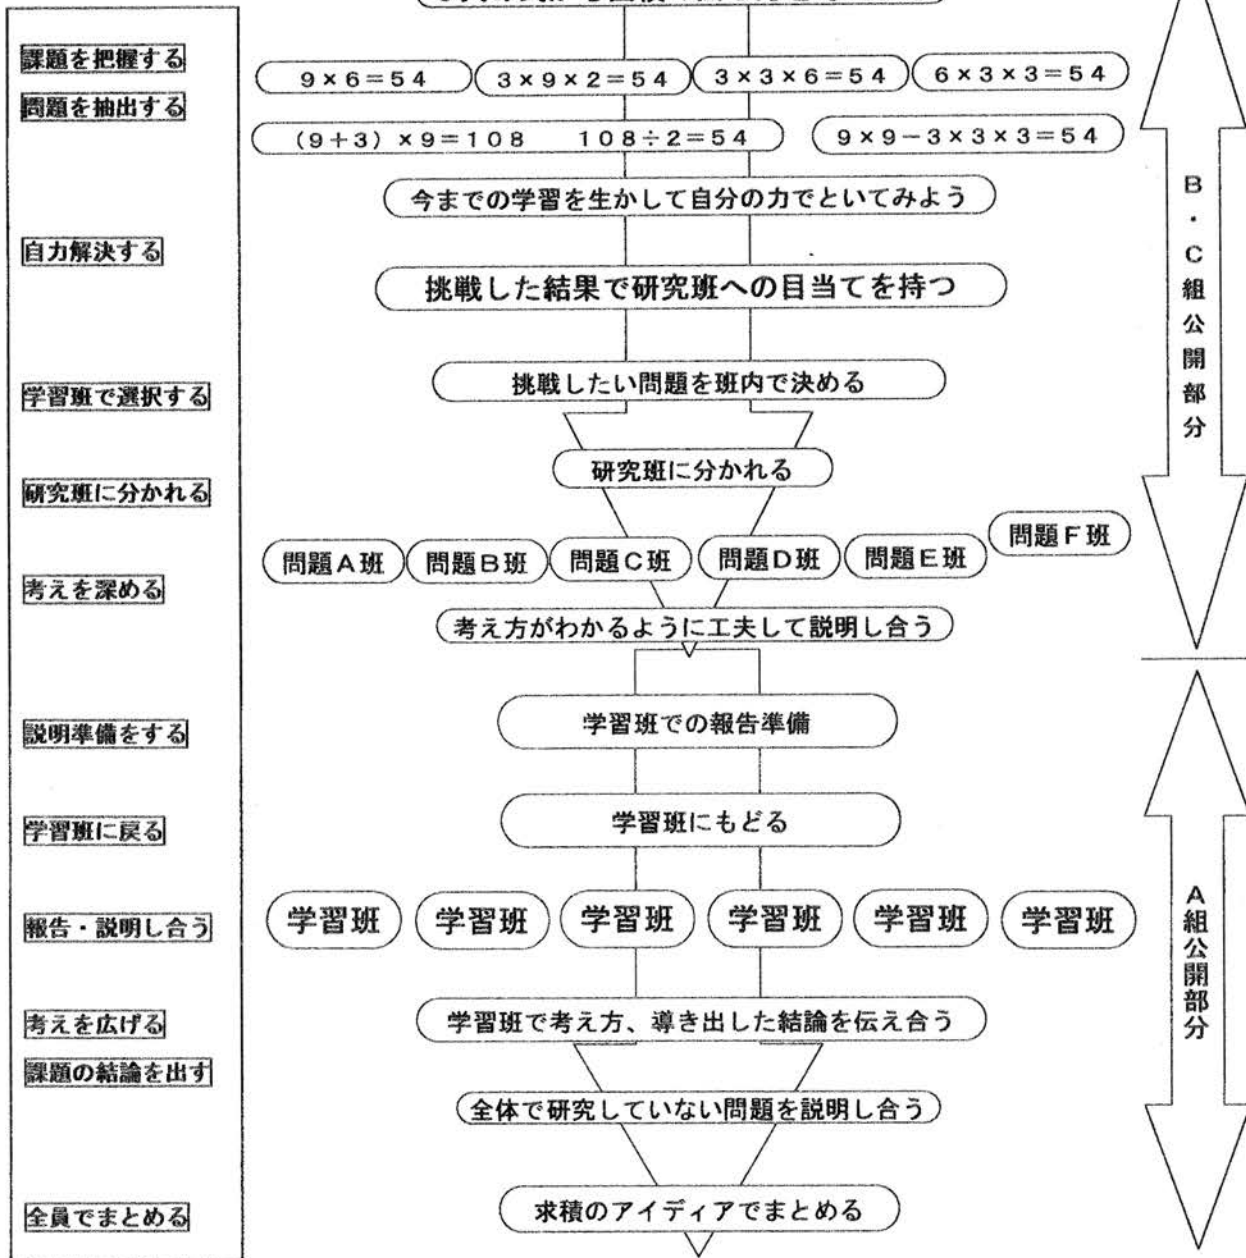 課題を把握する
9×6=54
3×9×2=54
3×3×6=54
6×3×3=54
問題を抽出する
(9+3)×9=108 108÷2=54
9×9-3×3×3=54
今までの学習を生かして自分の力でといてみよう
自力解決する
挑戦した結果で研究班への目当てを持つ
挑戦したい問題を班内で決める
学習班で選択する
研究班に分かれる
研究班に分かれる
問題A班
問題B班
問題C班
問題D班
問題E班
問題F班
考えを深める
考え方がわかるように工夫して説明し合う
B・C組公開部分
説明準備をする
学習班での報告準備
学習班に戻る
学習班にもどる
報告・説明し合う
学習班
学習班
学習班
学習班
学習班
学習班
考えを広げる
学習班で考え方、導き出した結論を伝え合う
課題の結論を出す
全体で研究していない問題を説明し合う
全員でまとめる
求積のアイディアでまとめる
A組公開部分